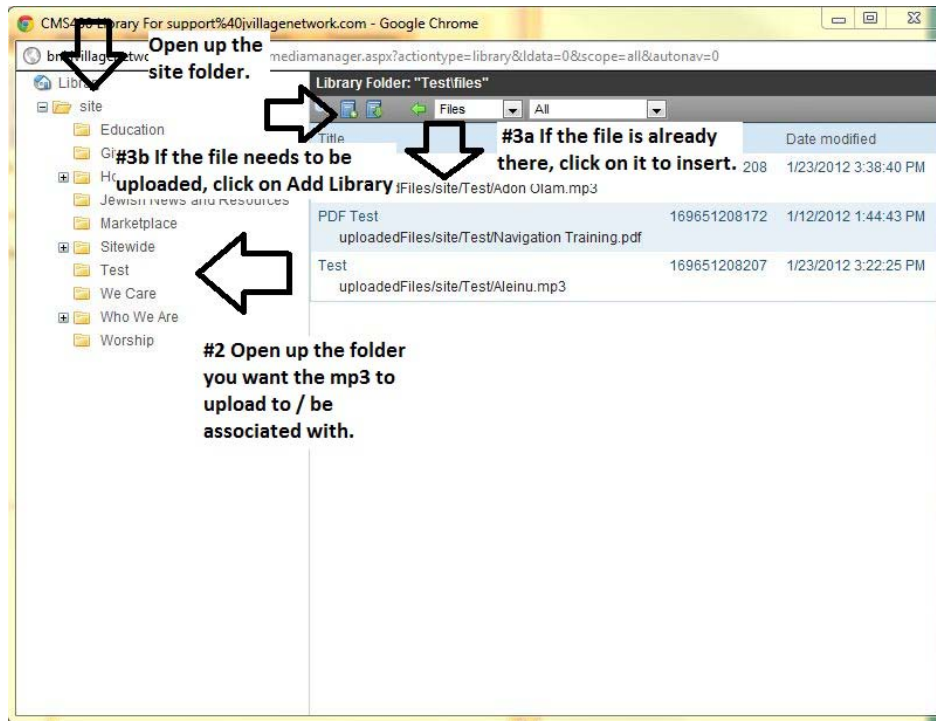 CMS400 Library For support%40jvillagenetwork.com - Google Chrome
mediamanager.aspx?actiontype=library&ldata=0&scope=all&autonav=0
Open up the
site folder.
Library Folder: "Test\files"
site
Files All
Education
Title
Date modified
#3a If the file is already
there, click on it to insert.
#3b If the file needs to be
uploaded, click on Add Library
208 1/23/2012 3:38:40 PM
dFiles/site/Test/Adon Olam.mp3
Jewish News and Resources
Marketplace
PDF Test 169651208172 1/12/2012 1:44:43 PM
uploadedFiles/site/Test/Navigation Training.pdf
Sitewide
Test
Test 169651208207 1/23/2012 3:22:25 PM
uploadedFiles/site/Test/Aleinu.mp3
We Care
Who We Are
Worship
#2 Open up the folder
you want the mp3 to
upload to / be
associated with.